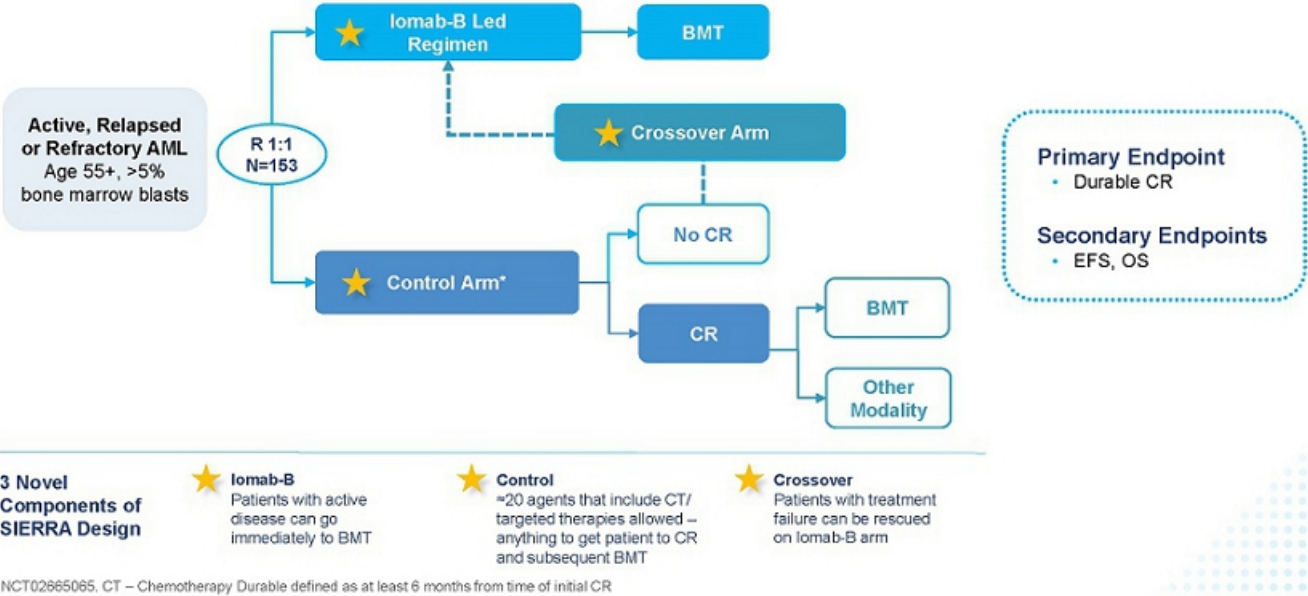 Iomab-B Led
Regimen
BMT
Active, Relapsed
or Refractory AML
Age 55+, >5%
bone marrow blasts
R 1:1
N=153
Crossover Arm
No CR
Control Arm*
CR
BMT
Other
Modality
Primary Endpoint
• Durable CR
Secondary Endpoints
• EFS, OS
3 Novel
Components of
SIERRA Design
Iomab-B
Patients with active
disease can go
immediately to BMT
Control
≈20 agents that include CT/
targeted therapies allowed –
anything to get patient to CR
and subsequent BMT
Crossover
Patients with treatment
failure can be rescued
on Iomab-B arm
NCT02665065. CT – Chemotherapy Durable defined as at least 6 months from time of initial CR